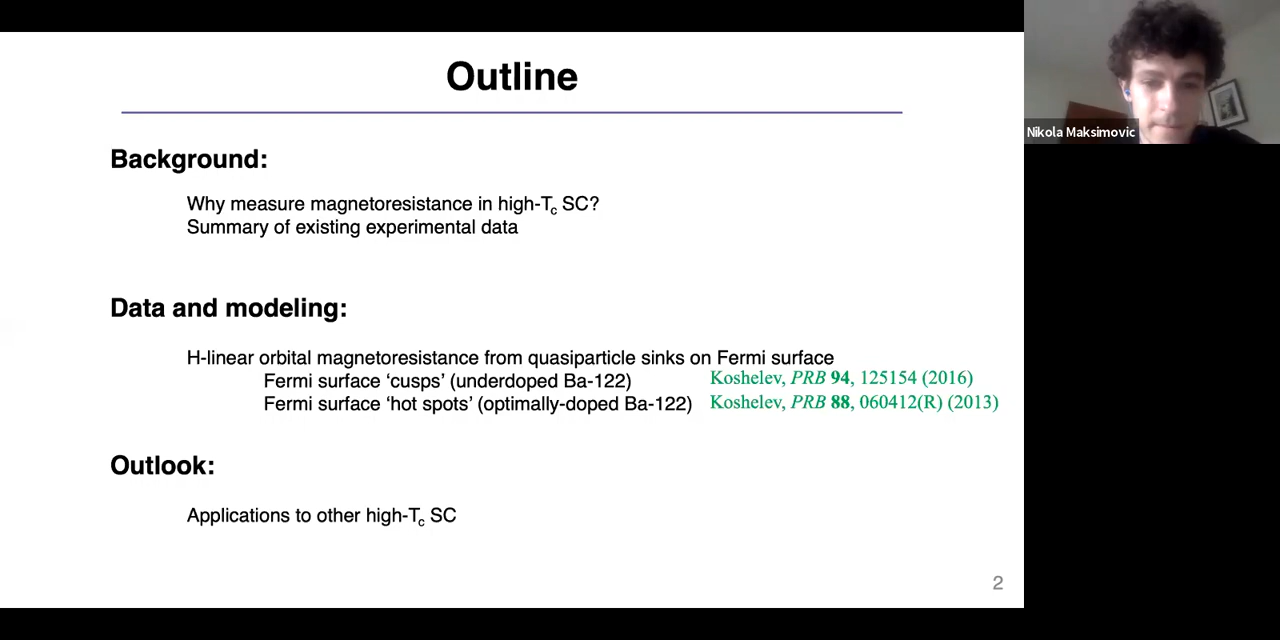 Outline
Background:
Why measure magnetoresistance in high-Tc SC?
Summary of existing experimental data
Data and modeling:
H-linear orbital magnetoresistance from quasiparticle sinks on Fermi surface
Fermi surface ‘cusps’ (underdoped Ba-122) Koshelev, PRB 94, 125154 (2016)
Fermi surface ‘hot spots’ (optimally-doped Ba-122) Koshelev, PRB 88, 060412(R) (2013)
Outlook:
Applications to other high-Tc SC
2
Nikola Maksimovic